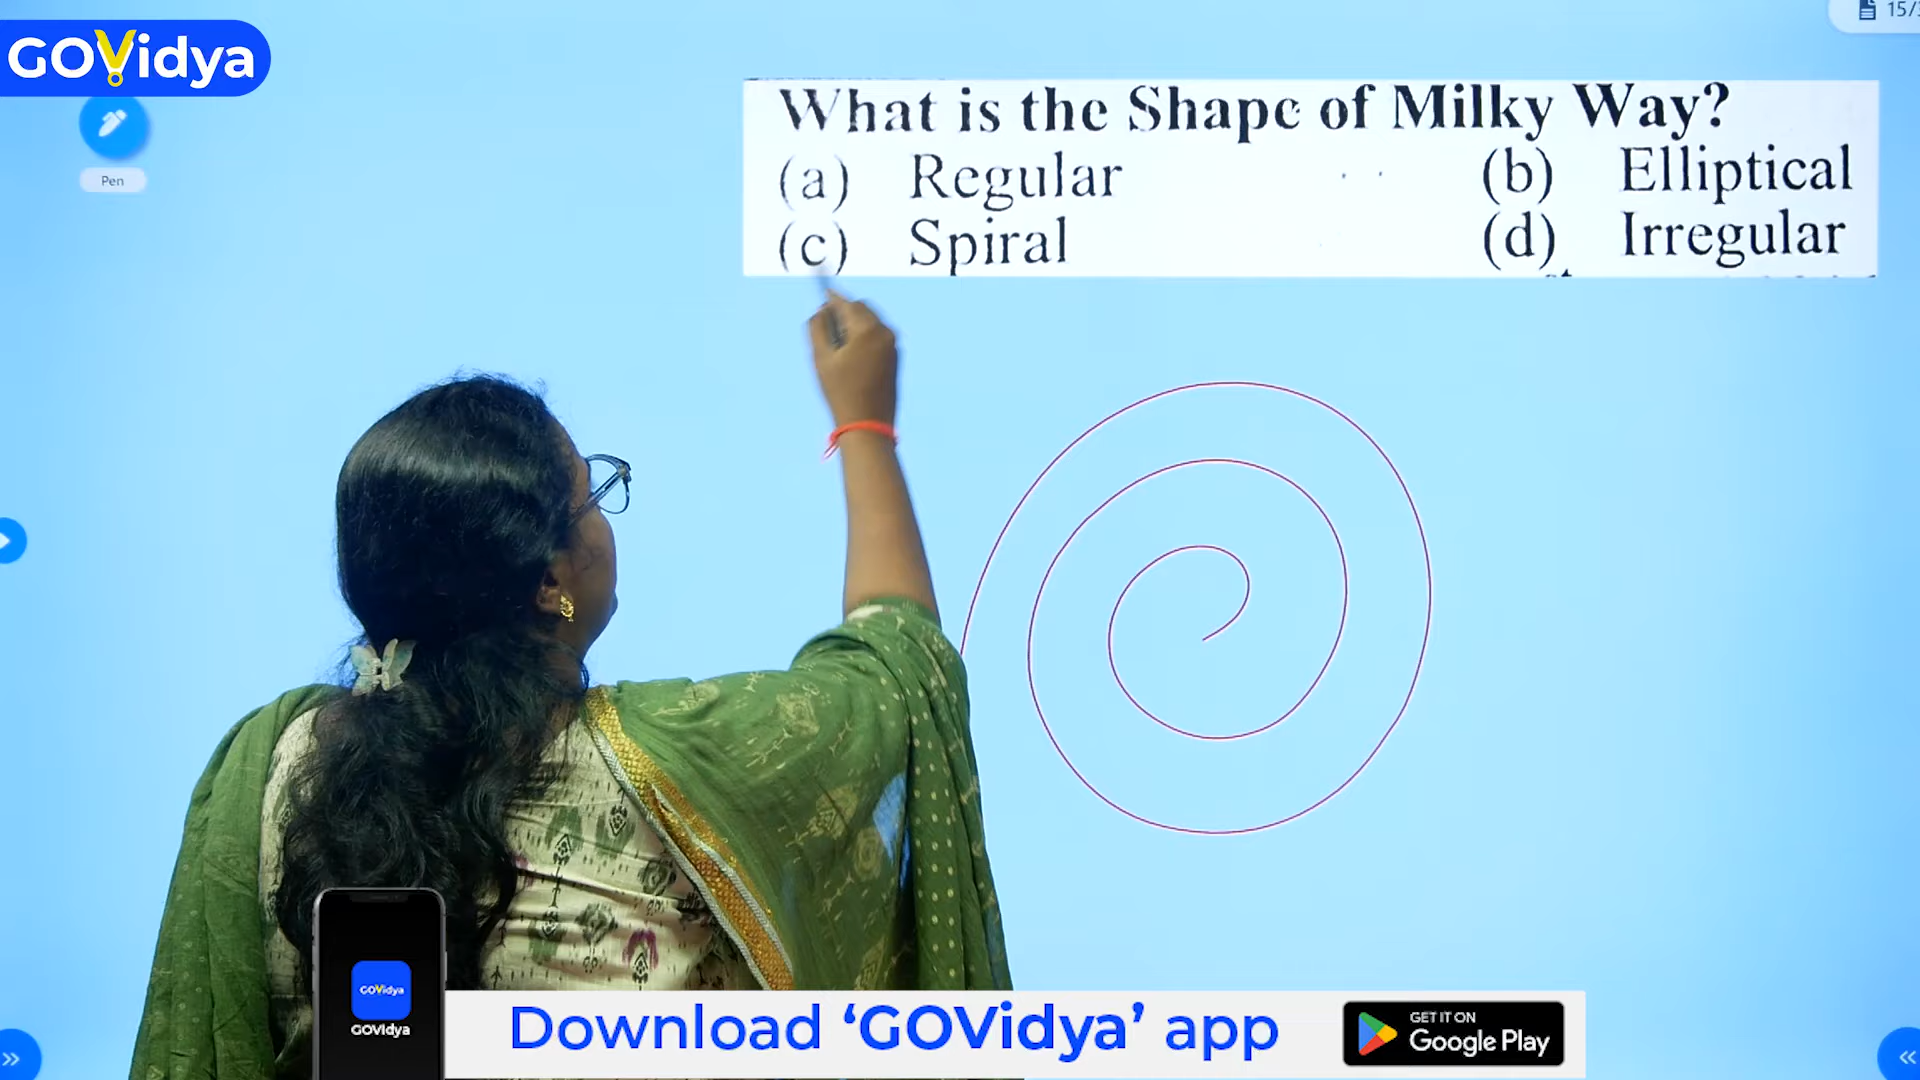 15/
GOVidya
Pen
What is the Shape of Milky Way?
(a) Regular (b) Elliptical
(c) Spiral (d) Irregular
GOVidya
GOVidya
Download ‘GOVidya’ app
GET IT ON
Google Play